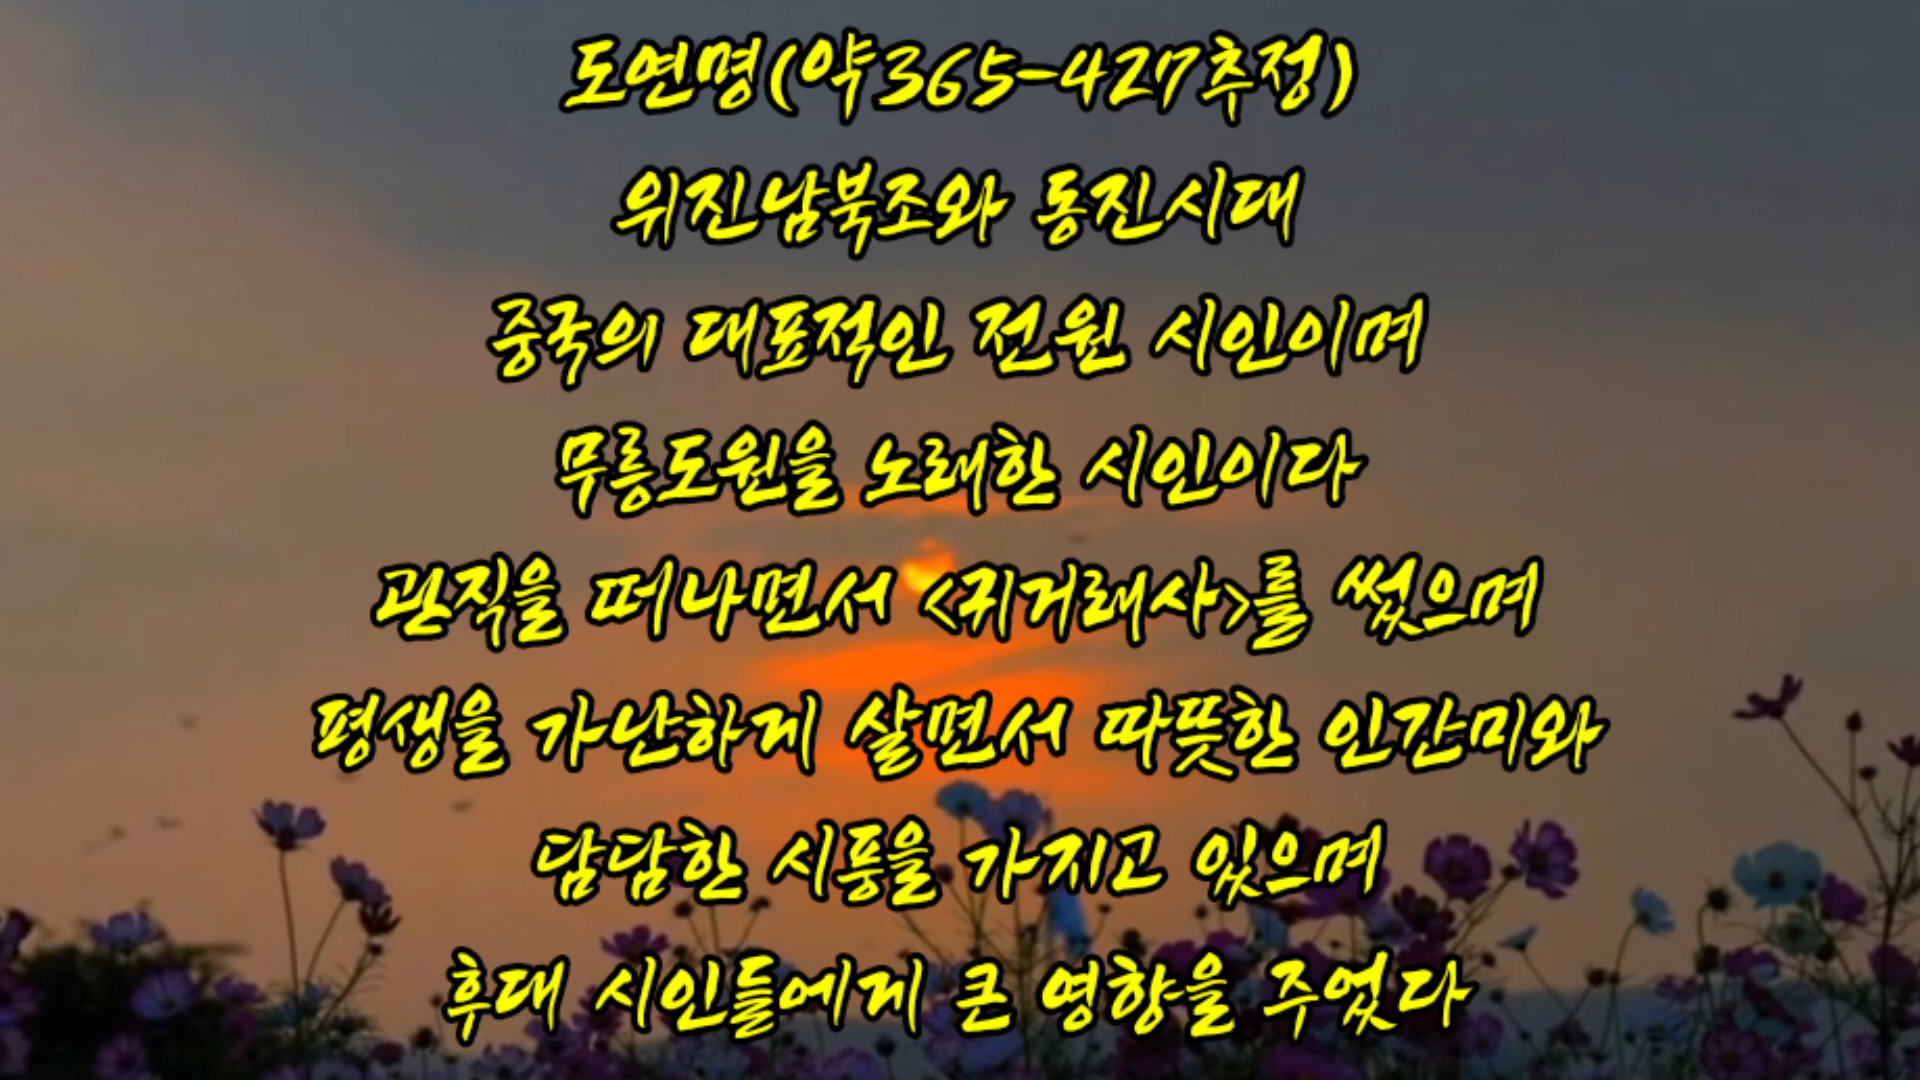 도연명(약365-427추정)
위진남북조와 동진시대
중국의 대표적인 전원 시인이며
무릉도원을 노래한 시인이다
관직을 떠나면서 <귀거래사>를 썼으며
평생을 가난하게 살면서 따뜻한 인간미와
담담한 시풍을 가지고 있으며
후대 시인들에게 큰 영향을 주었다